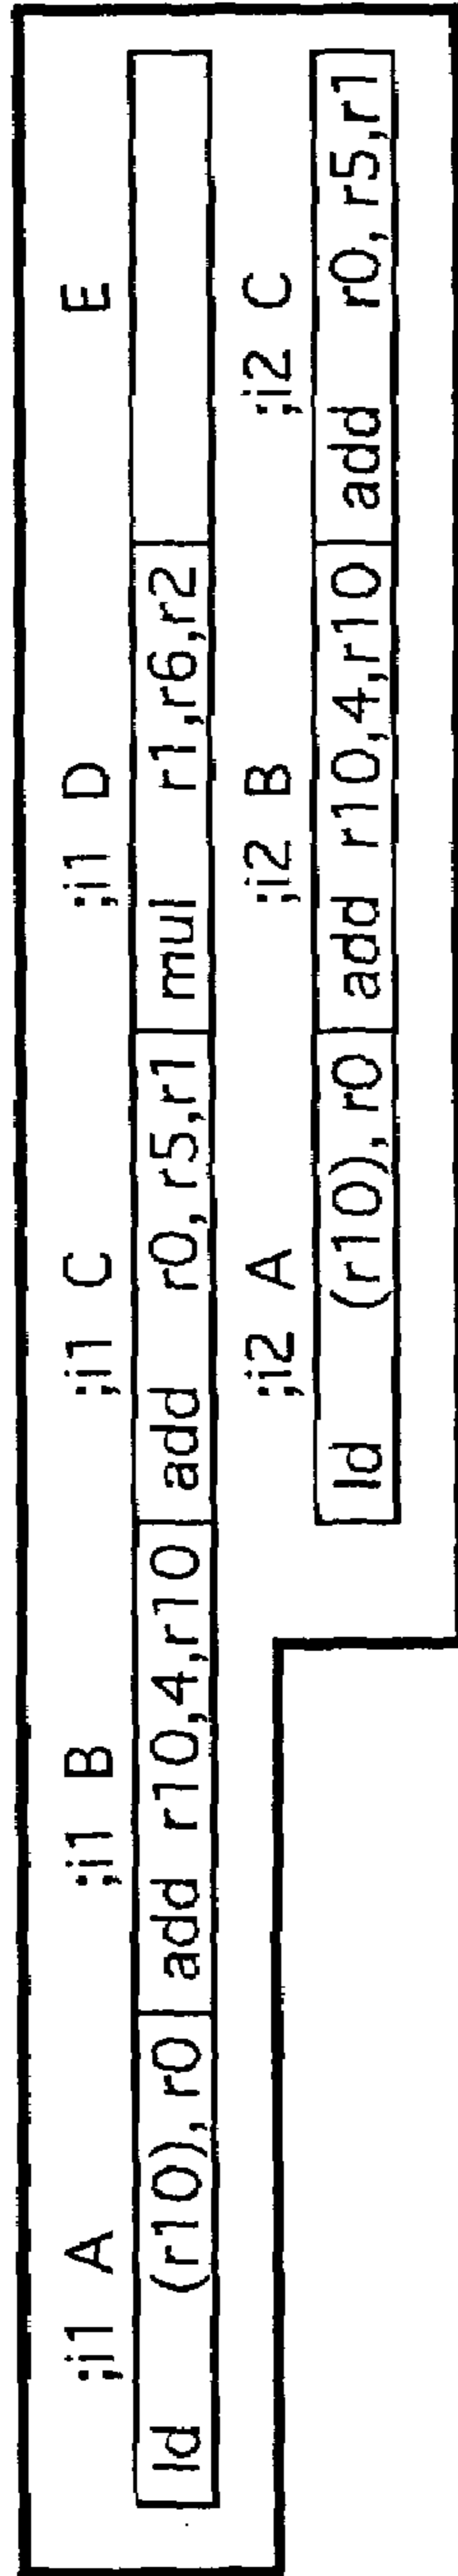 ;i1 A ;i1 B ;i1 C ;i1 D E
ld (r10), r0 add r10,4,r10 add r0, r5,r1 mul r1,r6,r2
;i2 A ;i2 B ;i2 C
ld (r10), r0 add r10,4,r10 add r0, r5,r1